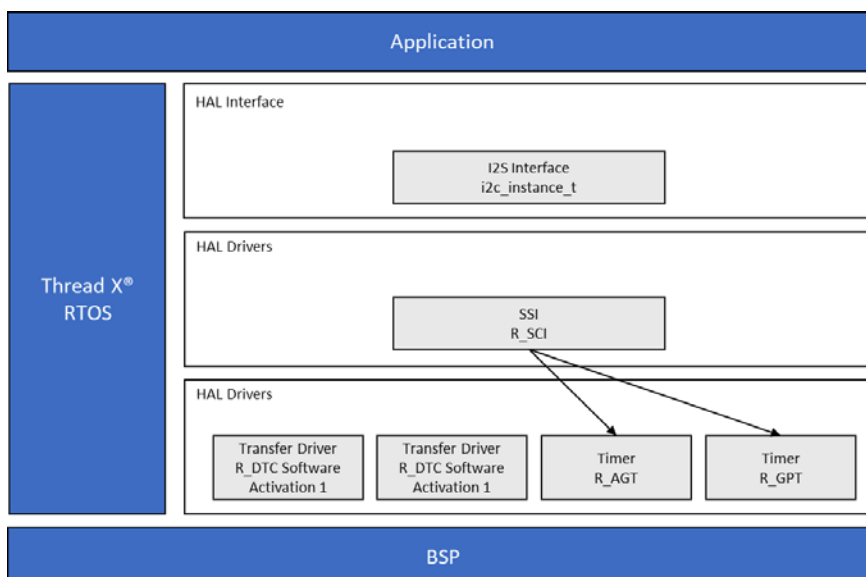 Application
HAL Interface
I2S Interface
i2c_instance_t
HAL Drivers
Thread X®
RTOS
SSI
R_SCI
HAL Drivers
Transfer Driver
R_DTC Software
Activation 1
Transfer Driver
R_DTC Software
Activation 1
Timer
R_AGT
Timer
R_GPT
BSP